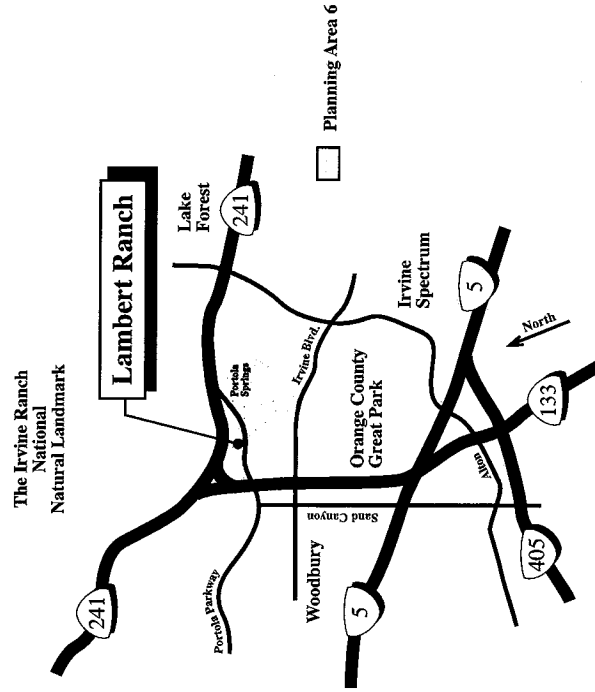 The Irvine Ranch
National
Natural Landmark
Lambert Ranch
241
Lake
Forest
241
Portola Parkway
Portola
Springs
Irvine Blvd.
Planning Area 6
Woodbury
Sand Canyon
Orange County
Great Park
Irvine
Spectrum
5
5
Alton
North
405
133